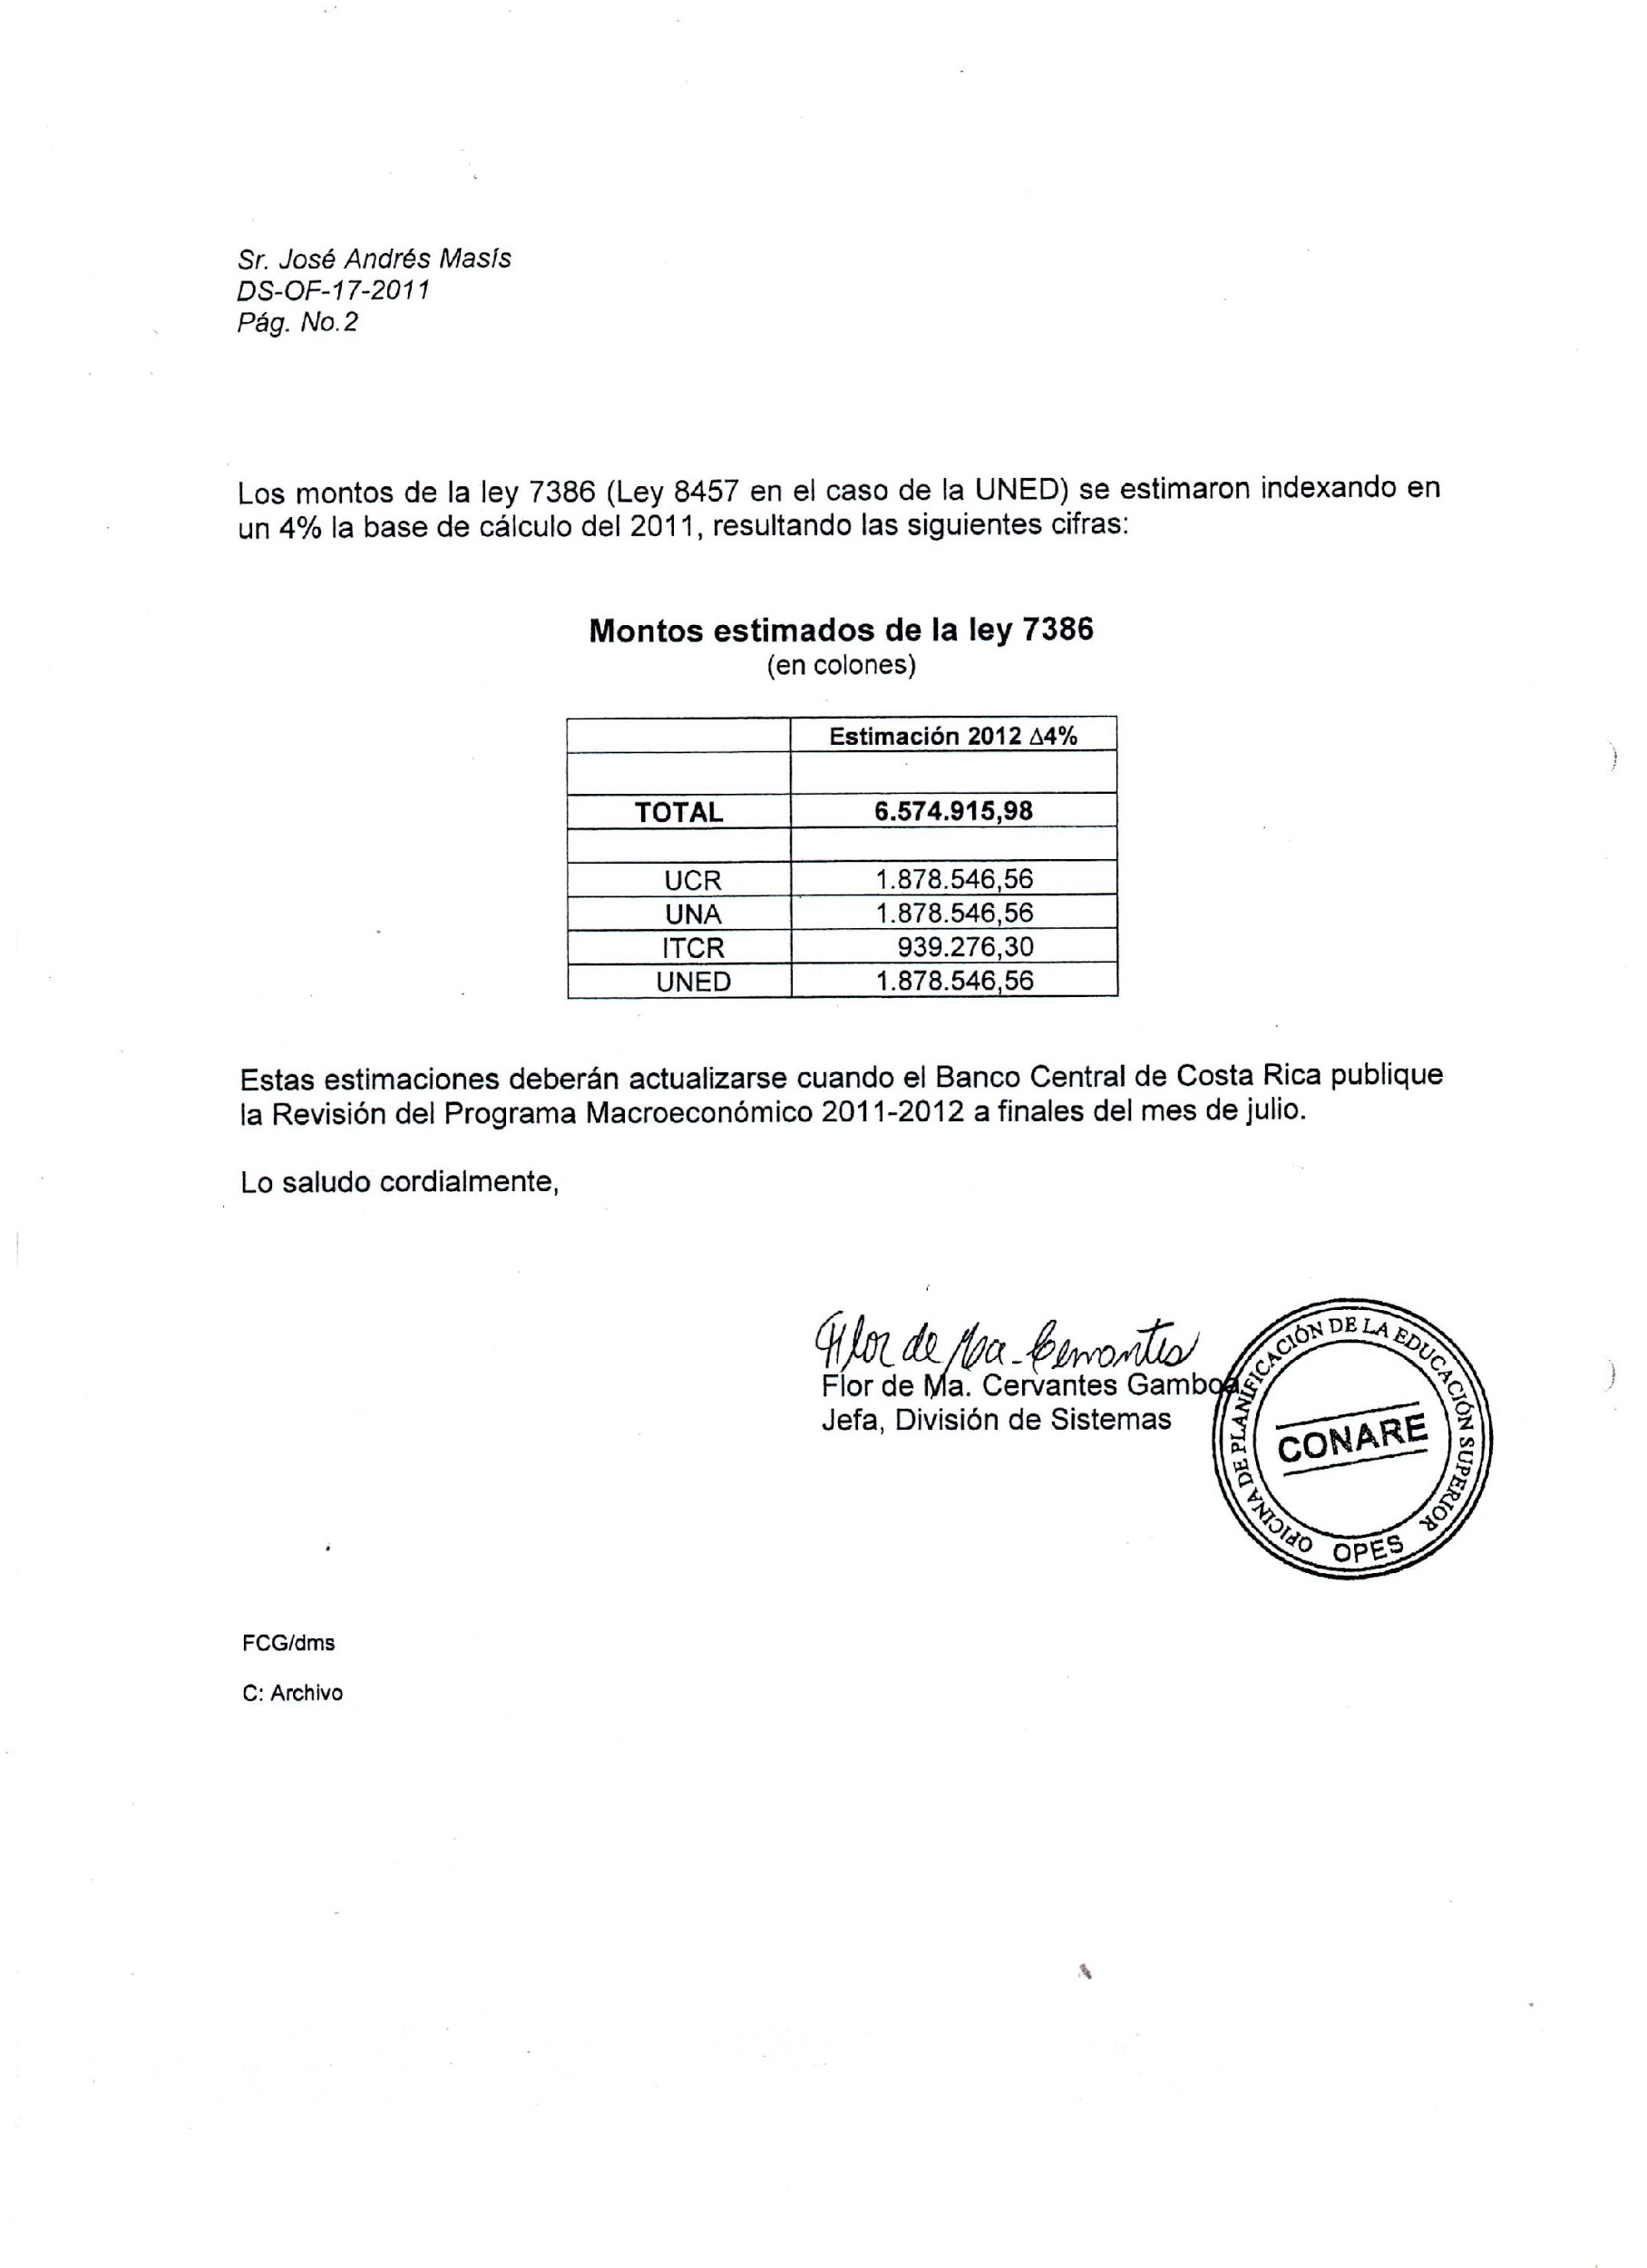 Sr. José Andrés Masís
DS-OF-17-2011
Pág. No.2
Los montos de la ley 7386 (Ley 8457 en el caso de la UNED) se estimaron indexando en
un 4% la base de cálculo del 2011, resultando las siguientes cifras:
Montos estimados de la ley 7386
(en colones)
Estimación 2012 Δ4%
TOTAL 6.574.915,98
UCR 1.878.546,56
UNA 1.878.546,56
ITCR 939.276,30
UNED 1.878.546,56
Estas estimaciones deberán actualizarse cuando el Banco Central de Costa Rica publique
la Revisión del Programa Macroeconómico 2011-2012 a finales del mes de julio.
Lo saludo cordialmente,
Flor de Ma. Cervantes
Flor de Ma. Cervantes Gamboa
Jefa, División de Sistemas
OFICINA DE PLANIFICACIÓN DE LA EDUCACIÓN SUPERIOR
CONARE
OPES
FCG/dms
C: Archivo